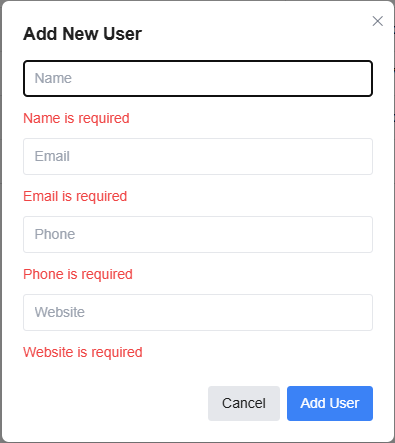 Add New User
Name
Name is required
Email
Email is required
Phone
Phone is required
Website
Website is required
Cancel Add User